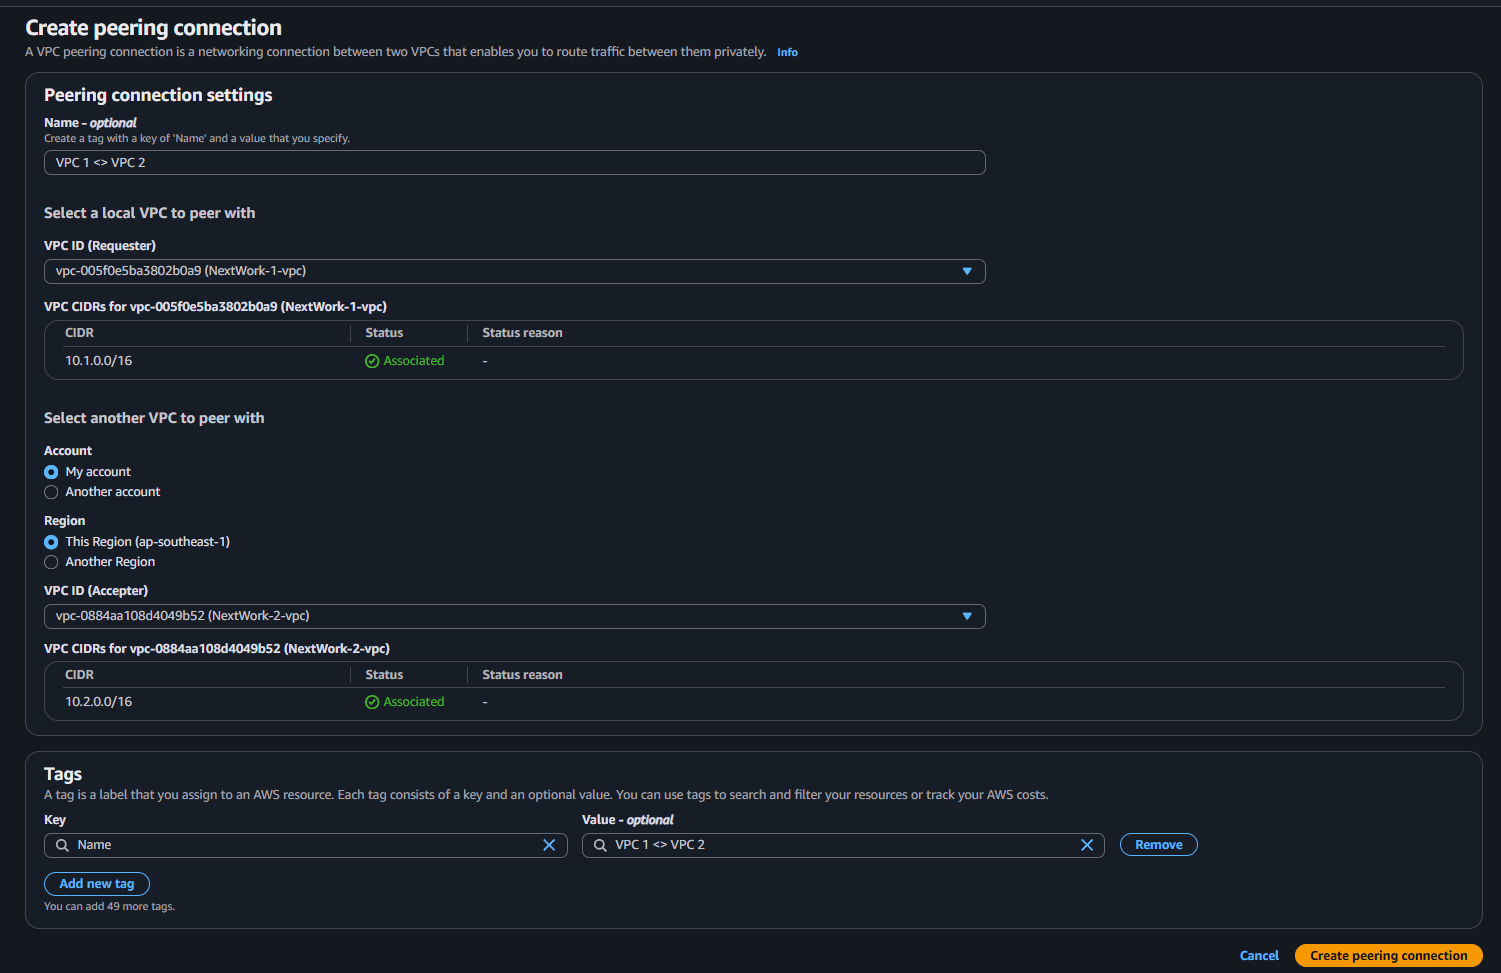 Create peering connection
A VPC peering connection is a networking connection between two VPCs that enables you to route traffic between them privately. Info
Peering connection settings
Name - optional
Create a tag with a key of 'Name' and a value that you specify.
VPC 1 <> VPC 2
Select a local VPC to peer with
VPC ID (Requester)
vpc-005f0e5ba3802b0a9 (NextWork-1-vpc)
VPC CIDRs for vpc-005f0e5ba3802b0a9 (NextWork-1-vpc)
CIDR Status Status reason
10.1.0.0/16 Associated -
Select another VPC to peer with
Account
My account
Another account
Region
This Region (ap-southeast-1)
Another Region
VPC ID (Accepter)
vpc-0884aa108d4049b52 (NextWork-2-vpc)
VPC CIDRs for vpc-0884aa108d4049b52 (NextWork-2-vpc)
CIDR Status Status reason
10.2.0.0/16 Associated -
Tags
A tag is a label that you assign to an AWS resource. Each tag consists of a key and an optional value. You can use tags to search and filter your resources or track your AWS costs.
Key Value - optional
Name VPC 1 <> VPC 2 Remove
Add new tag
You can add 49 more tags.
Cancel Create peering connection